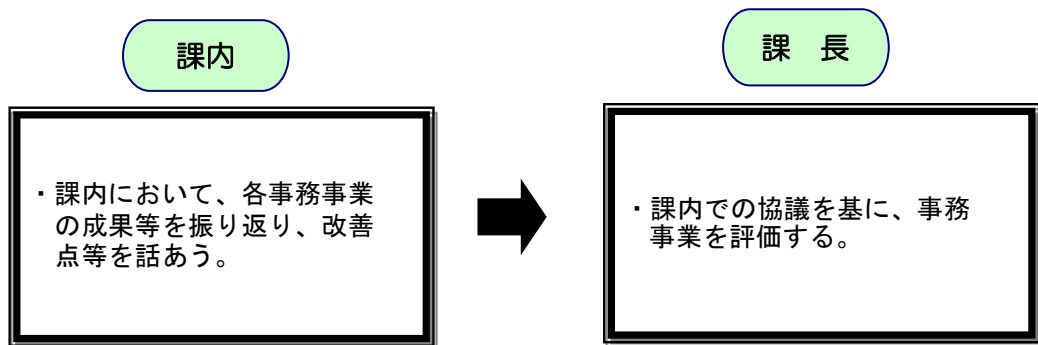 課内
課　長
・課内において、各事務事業
の成果等を振り返り、改善
点等を話あう。
・課内での協議を基に、事務
事業を評価する。